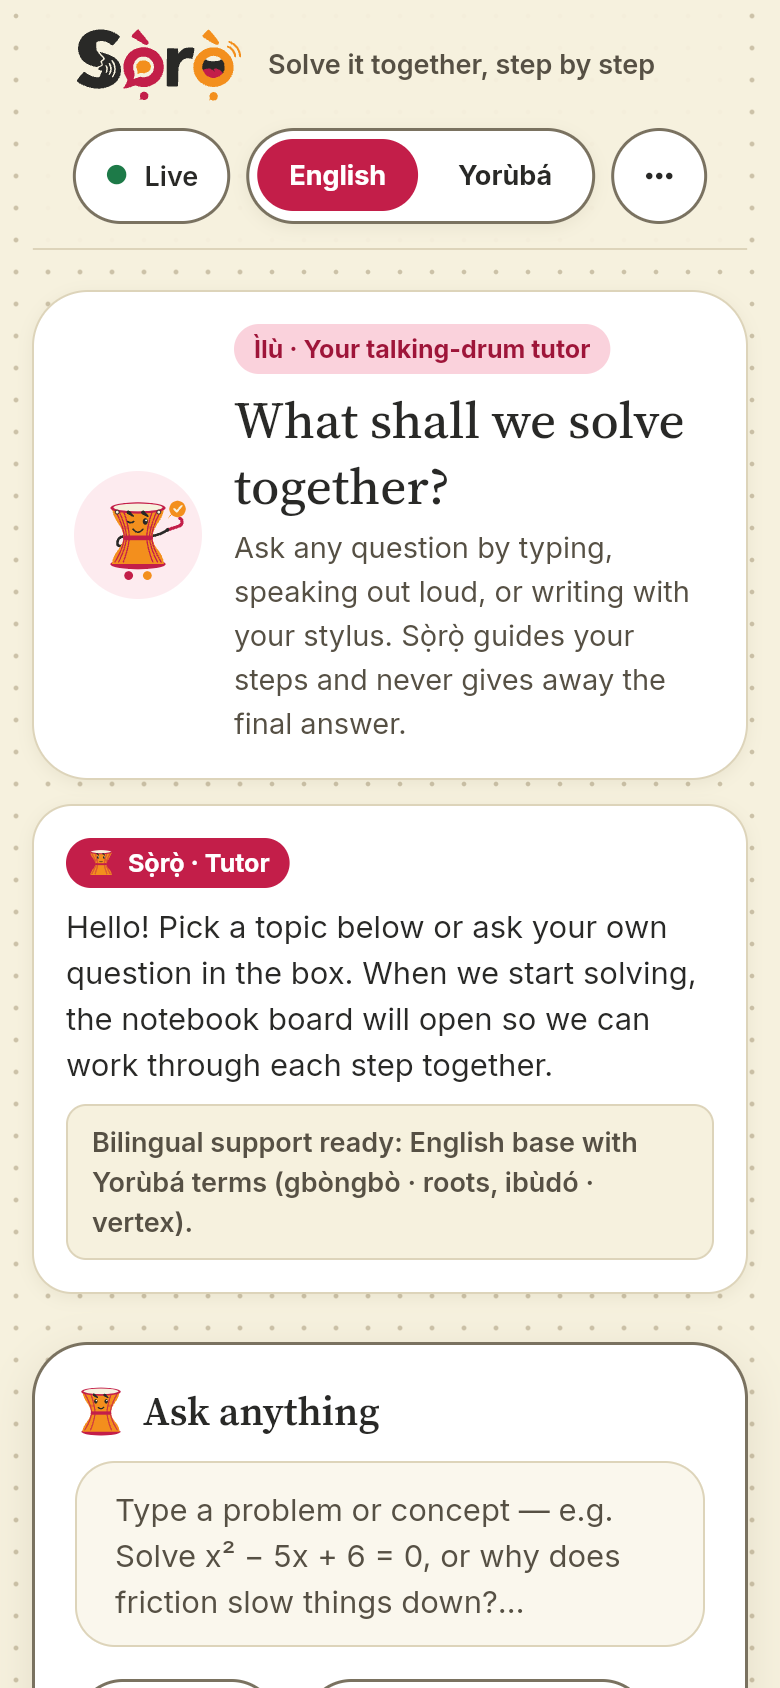 Sọ̀rọ̀
Solve it together, step by step
Live
English
Yorùbá
Ìlù · Your talking-drum tutor
What shall we solve
together?
Ask any question by typing,
speaking out loud, or writing with
your stylus. Sọ̀rọ̀ guides your
steps and never gives away the
final answer.
Sọ̀rọ̀ · Tutor
Hello! Pick a topic below or ask your own
question in the box. When we start solving,
the notebook board will open so we can
work through each step together.
Bilingual support ready: English base with
Yorùbá terms (gbòngbò · roots, ibùdó ·
vertex).
Ask anything
Type a problem or concept — e.g.
Solve x² − 5x + 6 = 0, or why does
friction slow things down?...